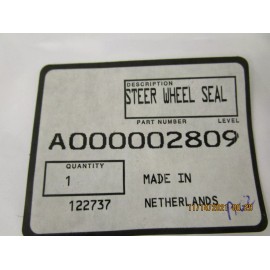 DESCRIPTION
STEER WHEEL SEAL
PART NUMBER LEVEL
A000002809
QUANTITY
1
MADE IN
122737 NETHERLANDS